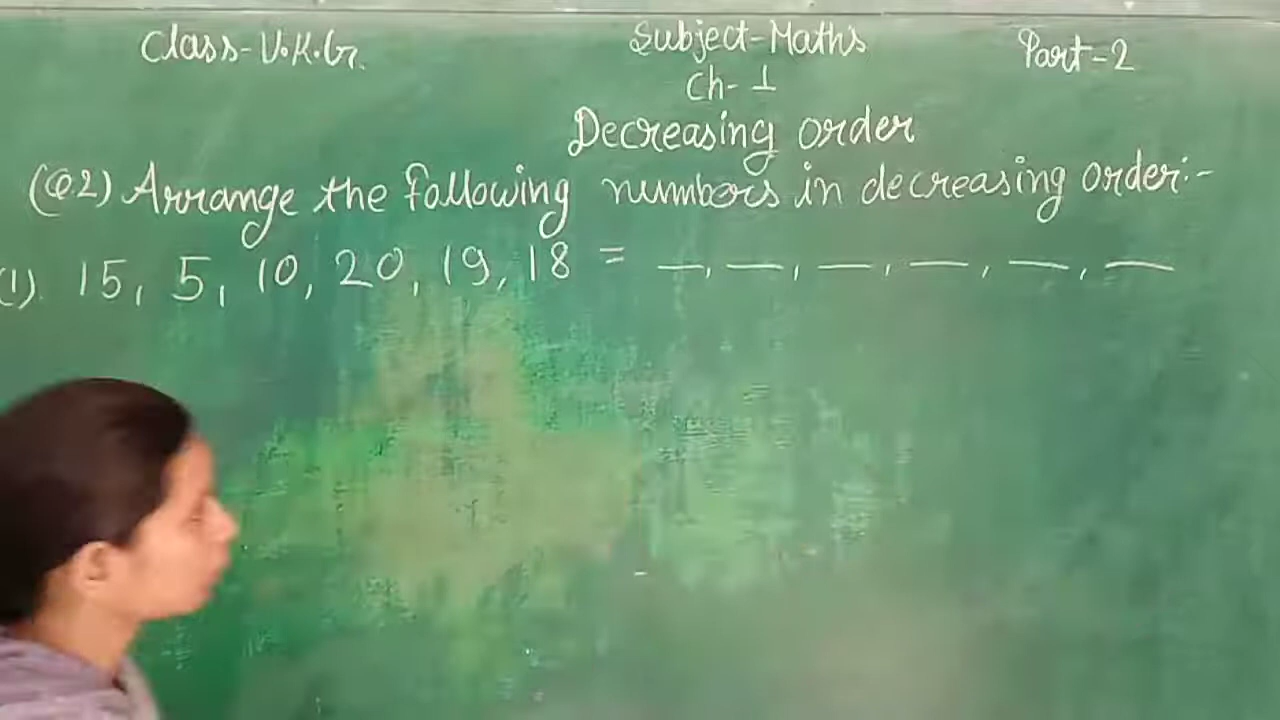 Class-U.K.G.
Subject-Maths
Part-2
Ch-1
Decreasing order
(Q2) Arrange the following numbers in decreasing order:-
(1). 15, 5, 10, 20, 19, 18 = _, _, _, _, _, _